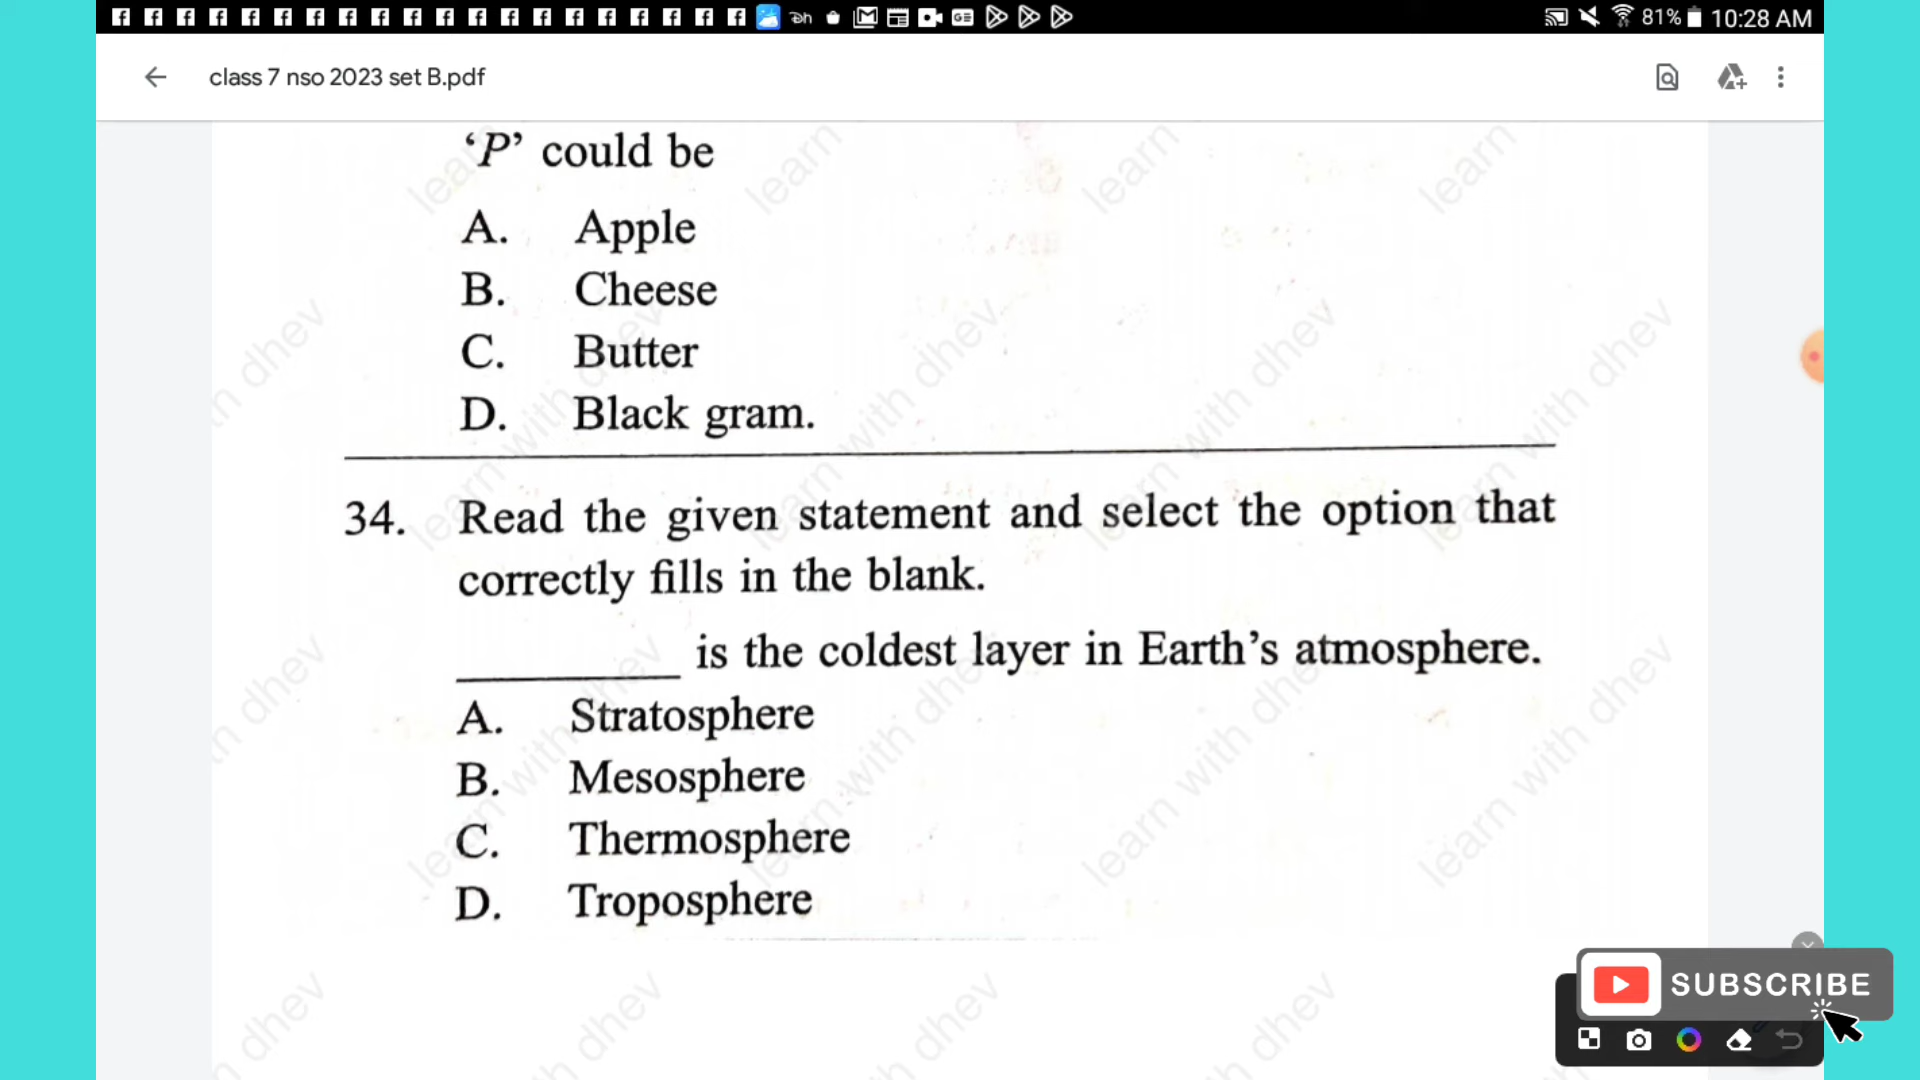 81% 10:28 AM
class 7 nso 2023 set B.pdf
‘P’ could be
A. Apple
B. Cheese
C. Butter
D. Black gram.
34. Read the given statement and select the option that
correctly fills in the blank.
__________ is the coldest layer in Earth’s atmosphere.
A. Stratosphere
B. Mesosphere
C. Thermosphere
D. Troposphere
SUBSCRIBE
learn with dhev